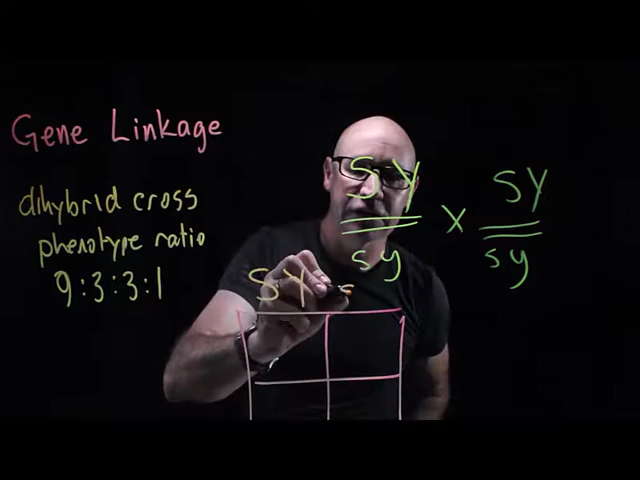 Gene Linkage
dihybrid cross
phenotype ratio
9:3:3:1
SY x SY
sy sy
SY s